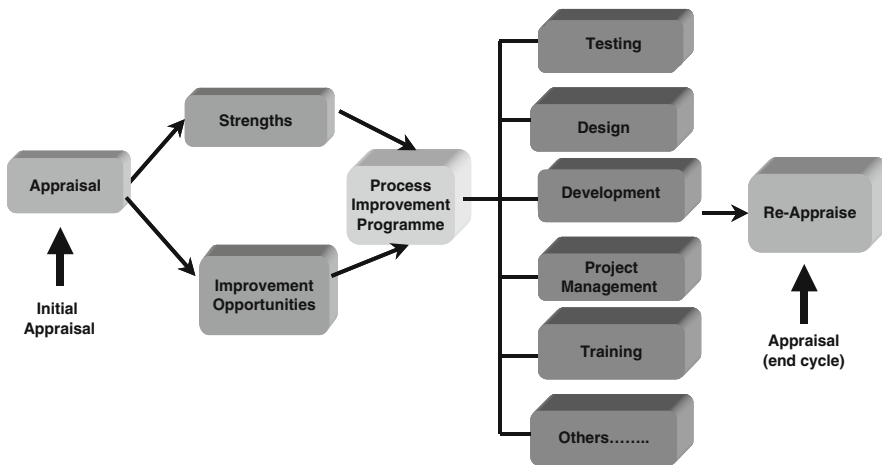 Appraisal
Initial
Appraisal
Strengths
Improvement
Opportunities
Process
Improvement
Programme
Testing
Design
Development
Project
Management
Training
Others……..
Re-Appraise
Appraisal
(end cycle)